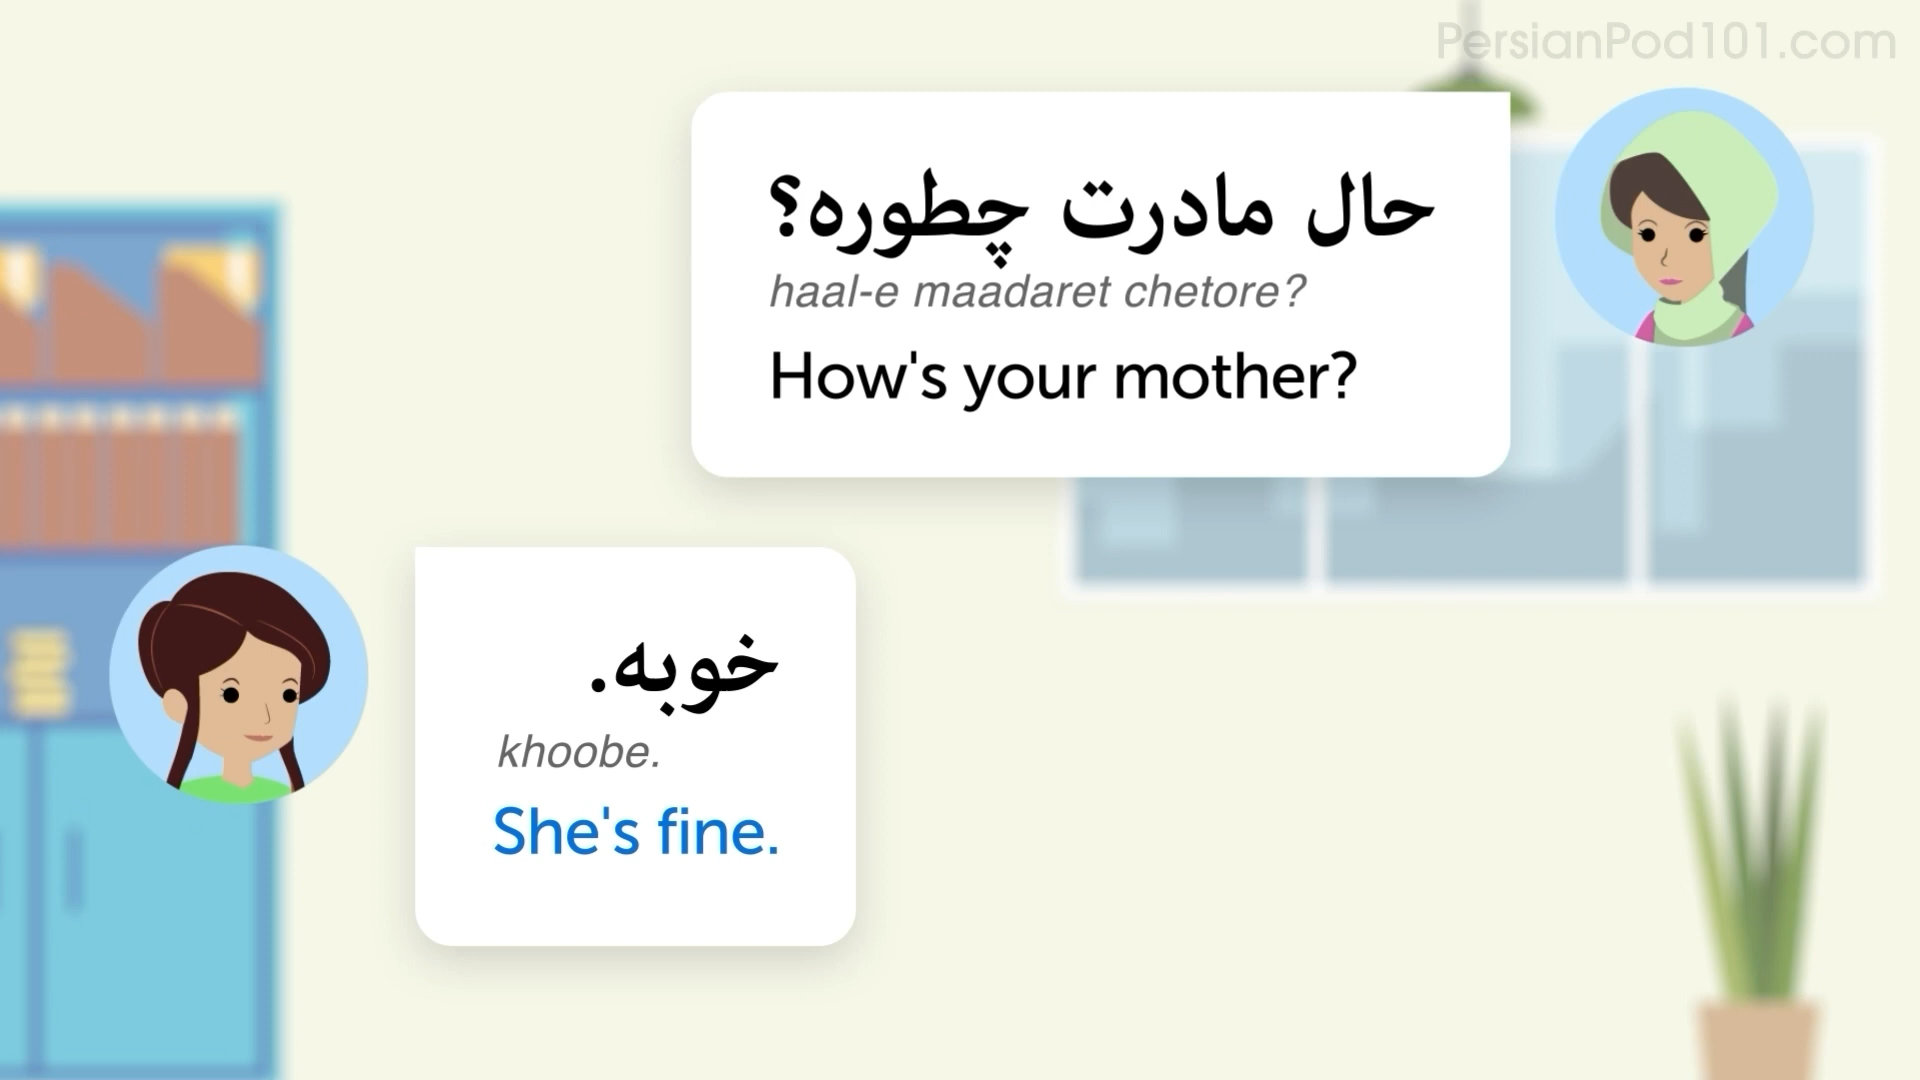 PersianPod101.com
حال مادرت چطوره؟
haal-e maadaret chetore?
How's your mother?
خوبه.
khoobe.
She's fine.